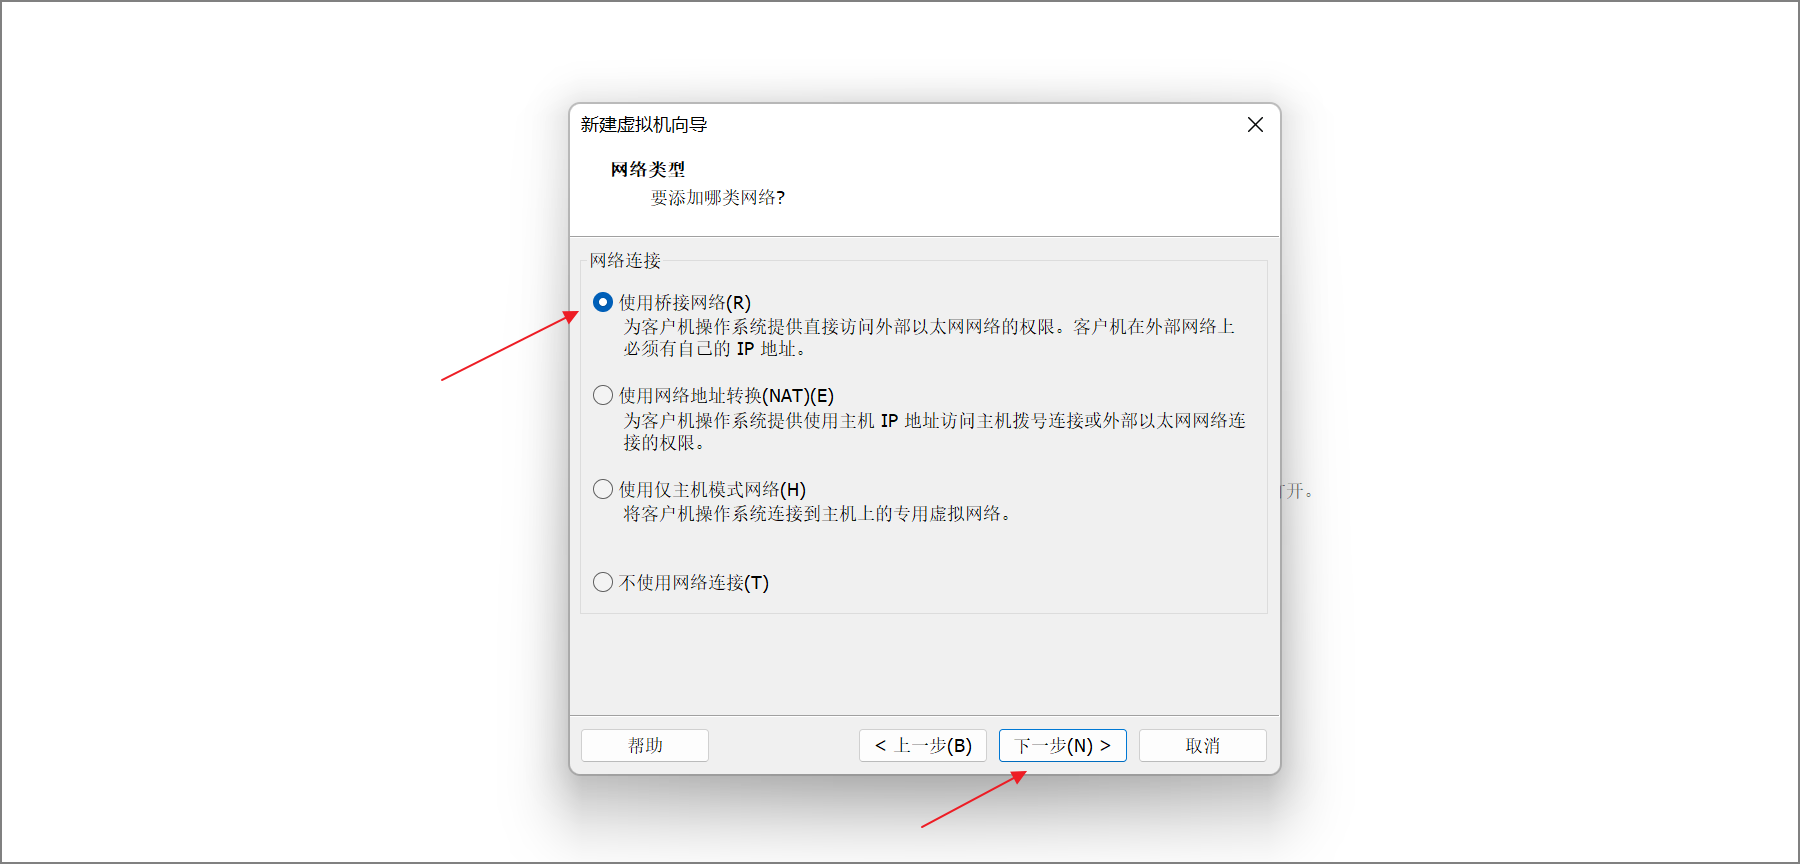 新建虚拟机向导
网络类型
要添加哪类网络?
网络连接
使用桥接网络(R)
为客户机操作系统提供直接访问外部以太网网络的权限。客户机在外部网络上
必须有自己的 IP 地址。
使用网络地址转换(NAT)(E)
为客户机操作系统提供使用主机 IP 地址访问主机拨号连接或外部以太网网络连
接的权限。
使用仅主机模式网络(H)
将客户机操作系统连接到主机上的专用虚拟网络。
开。
不使用网络连接(T)
帮助
< 上一步(B)
下一步(N) >
取消